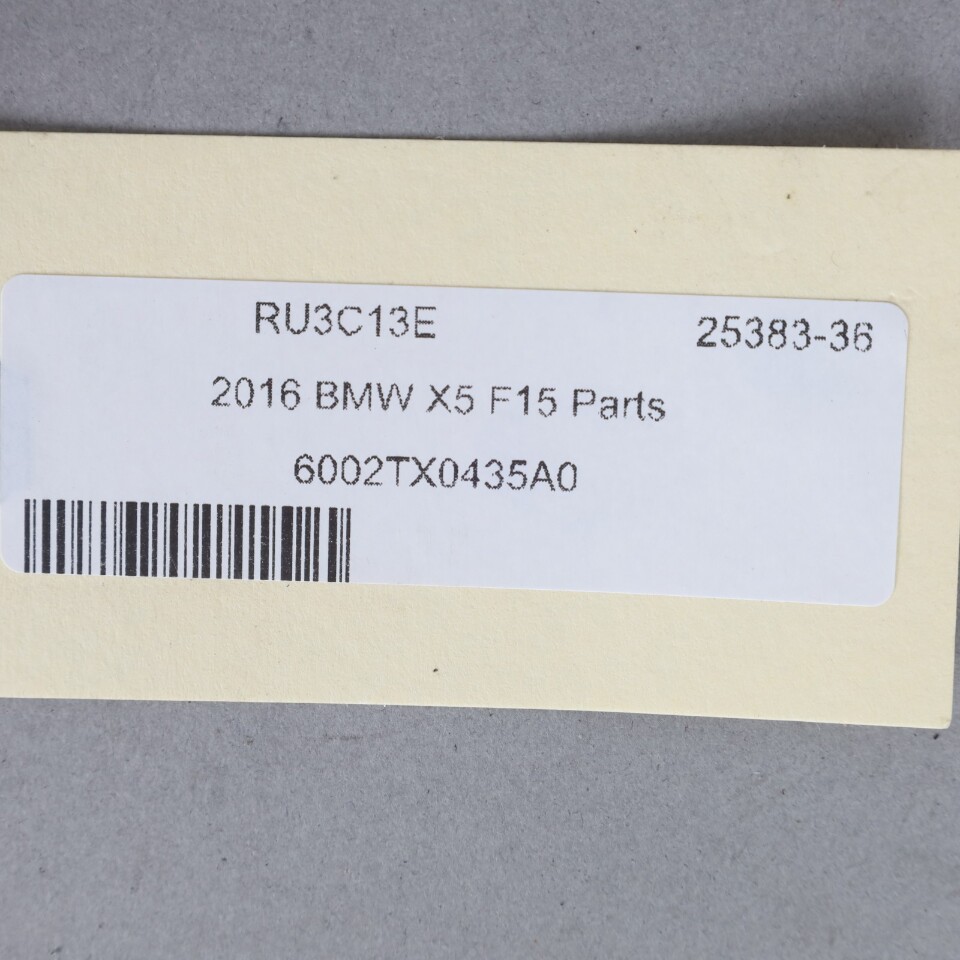 RU3C13E 25383-36
2016 BMW X5 F15 Parts
6002TX0435A0